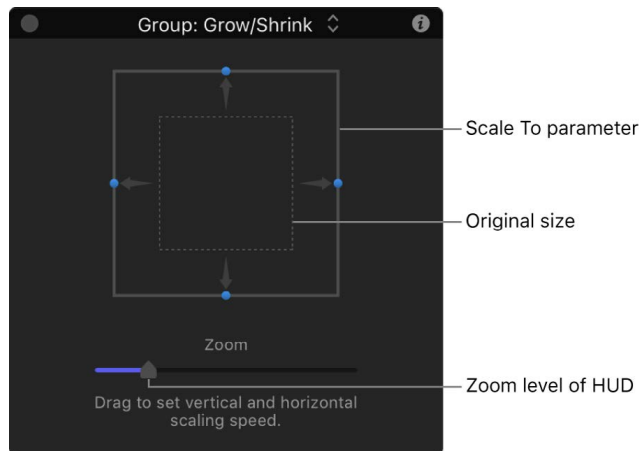 Group: Grow/Shrink
Scale To parameter
Original size
Zoom
Zoom level of HUD
Drag to set vertical and horizontal
scaling speed.